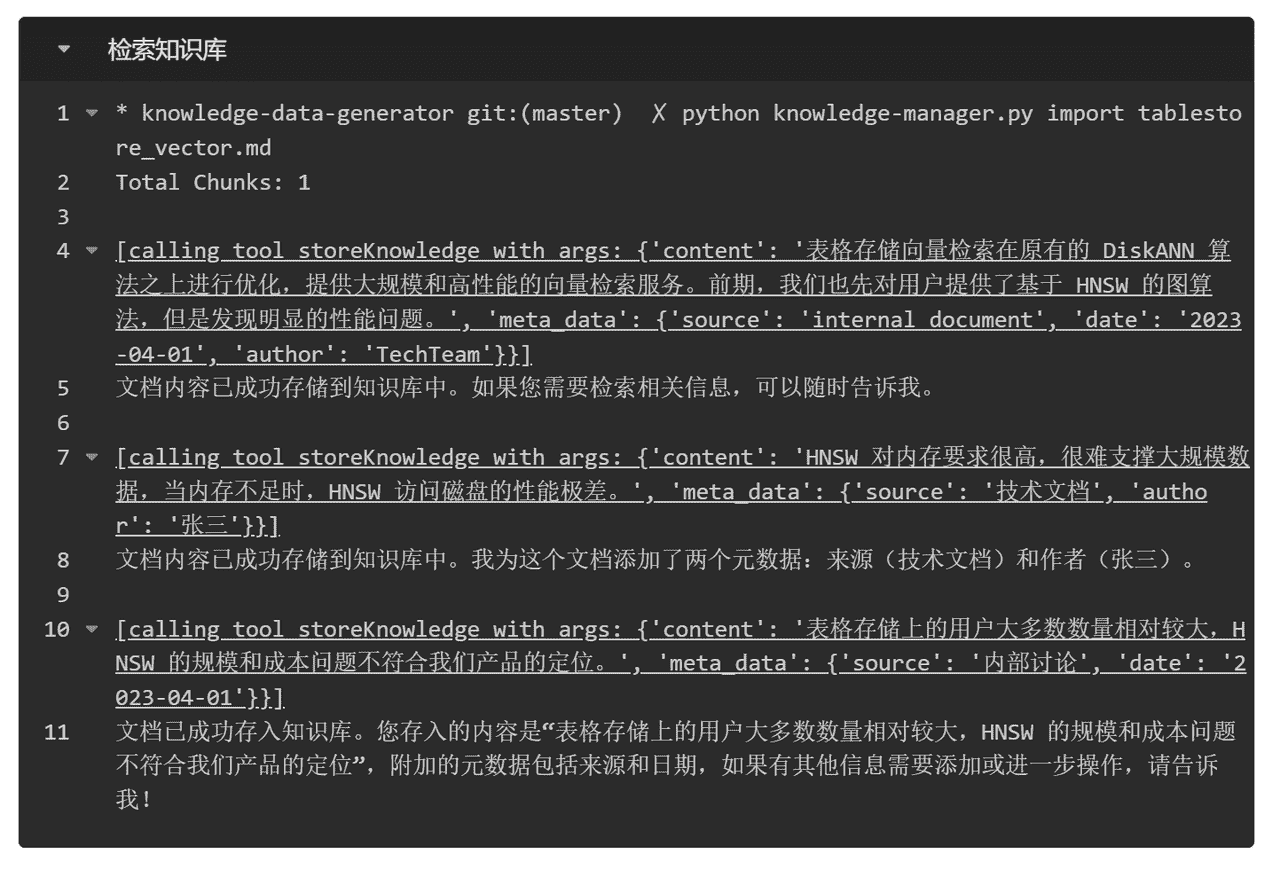 检索知识库
1 * knowledge-data-generator git:(master) ✗ python knowledge-manager.py import tablesto
re_vector.md
2 Total Chunks: 1
3
4 [calling tool storeKnowledge with args: {'content': '表格存储向量检索在原有的 DiskANN 算
法之上进行优化，提供大规模和高性能的向量检索服务。前期，我们也先对用户提供了基于 HNSW 的图算
法，但是发现明显的性能问题。', 'meta_data': {'source': 'internal document', 'date': '2023
-04-01', 'author': 'TechTeam'}}]
5 文档内容已成功存储到知识库中。如果您需要检索相关信息，可以随时告诉我。
6
7 [calling tool storeKnowledge with args: {'content': 'HNSW 对内存要求很高，很难支撑大规模数
据，当内存不足时，HNSW 访问磁盘的性能极差。', 'meta_data': {'source': '技术文档', 'autho
r': '张三'}}]
8 文档内容已成功存储到知识库中。我为这个文档添加了两个元数据：来源（技术文档）和作者（张三）。
9
10 [calling tool storeKnowledge with args: {'content': '表格存储上的用户大多数数量相对较大，H
NSW 的规模和成本问题不符合我们产品的定位。', 'meta_data': {'source': '内部讨论', 'date': '2
023-04-01'}}]
11 文档已成功存入知识库。您存入的内容是“表格存储上的用户大多数数量相对较大，HNSW 的规模和成本问题
不符合我们产品的定位”，附加的元数据包括来源和日期，如果有其他信息需要添加或进一步操作，请告诉
我！